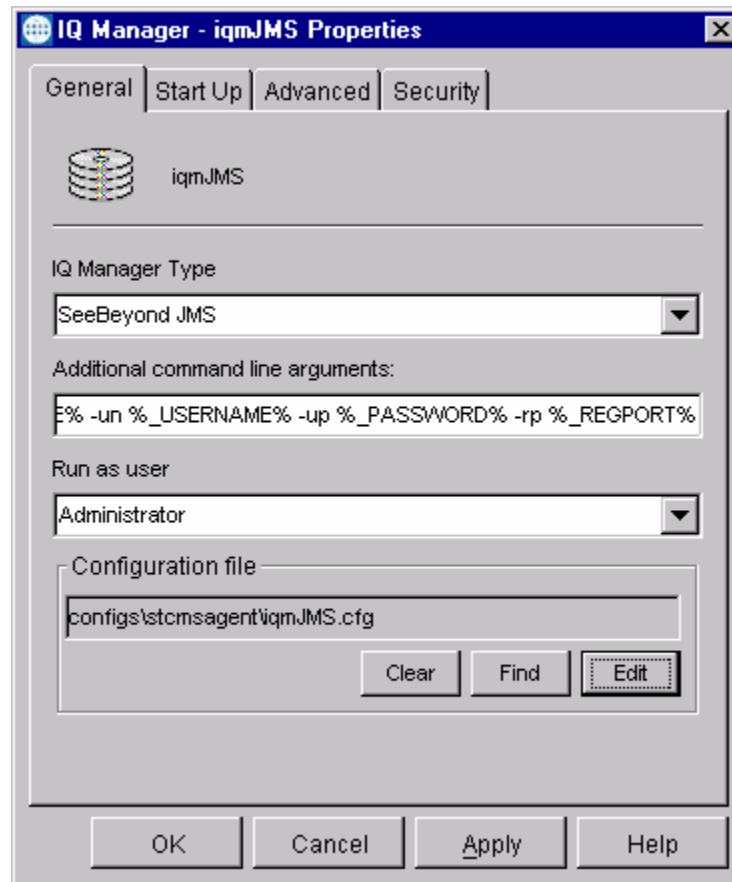 IQ Manager - iqmJMS Properties
General Start Up Advanced Security
iqmJMS
IQ Manager Type
SeeBeyond JMS
Additional command line arguments:
E% -un %_USERNAME% -up %_PASSWORD% -rp %_REGPORT%
Run as user
Administrator
Configuration file
configs\stcmsagent\iqmJMS.cfg
Clear Find Edit
OK Cancel Apply Help